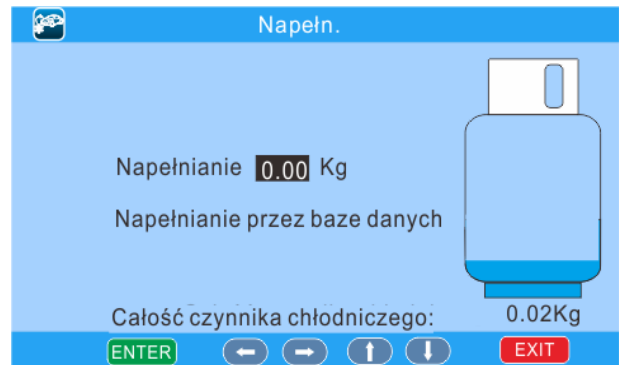 Napełn.
Napełnianie 0.00 Kg
Napełnianie przez baze danych
Całość czynnika chłodniczego: 0.02Kg
ENTER EXIT